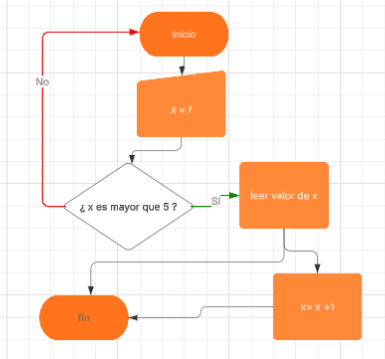 Inicio
No
x = 1
¿ x es mayor que 5 ?
Sí
leer valor de x
x= x +1
fin